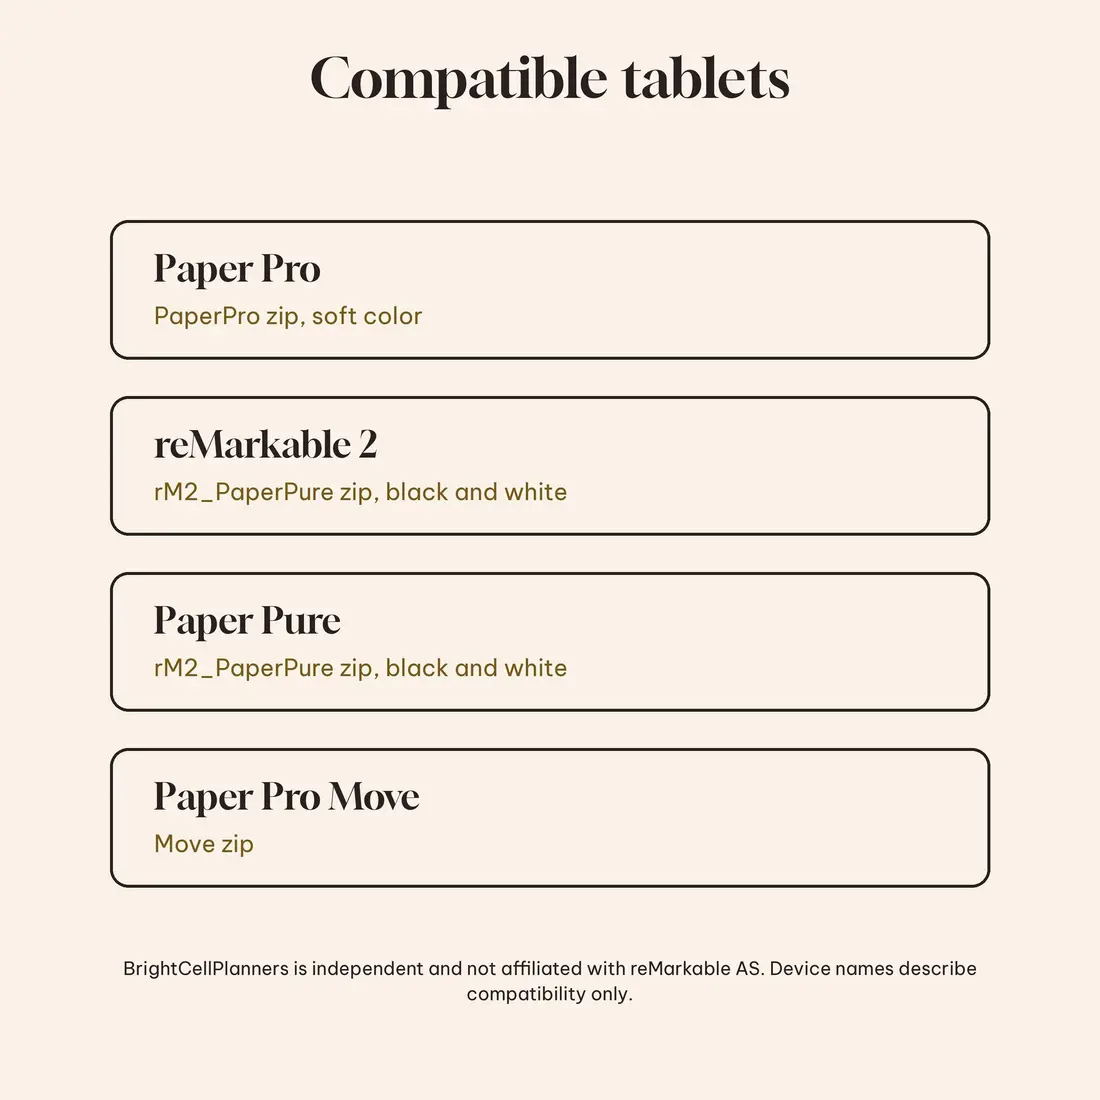 Compatible tablets
Paper Pro
PaperPro zip, soft color
reMarkable 2
rM2_PaperPure zip, black and white
Paper Pure
rM2_PaperPure zip, black and white
Paper Pro Move
Move zip
BrightCellPlanners is independent and not affiliated with reMarkable AS. Device names describe
compatibility only.